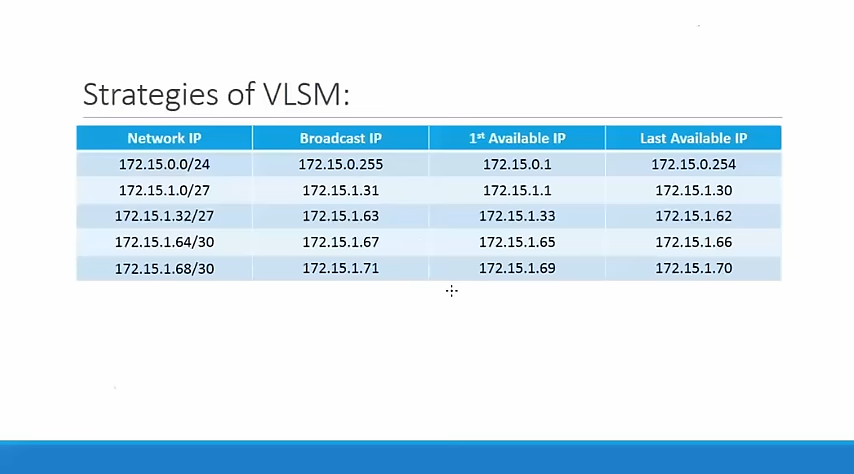 Strategies of VLSM:
Network IP Broadcast IP 1st Available IP Last Available IP
172.15.0.0/24 172.15.0.255 172.15.0.1 172.15.0.254
172.15.1.0/27 172.15.1.31 172.15.1.1 172.15.1.30
172.15.1.32/27 172.15.1.63 172.15.1.33 172.15.1.62
172.15.1.64/30 172.15.1.67 172.15.1.65 172.15.1.66
172.15.1.68/30 172.15.1.71 172.15.1.69 172.15.1.70